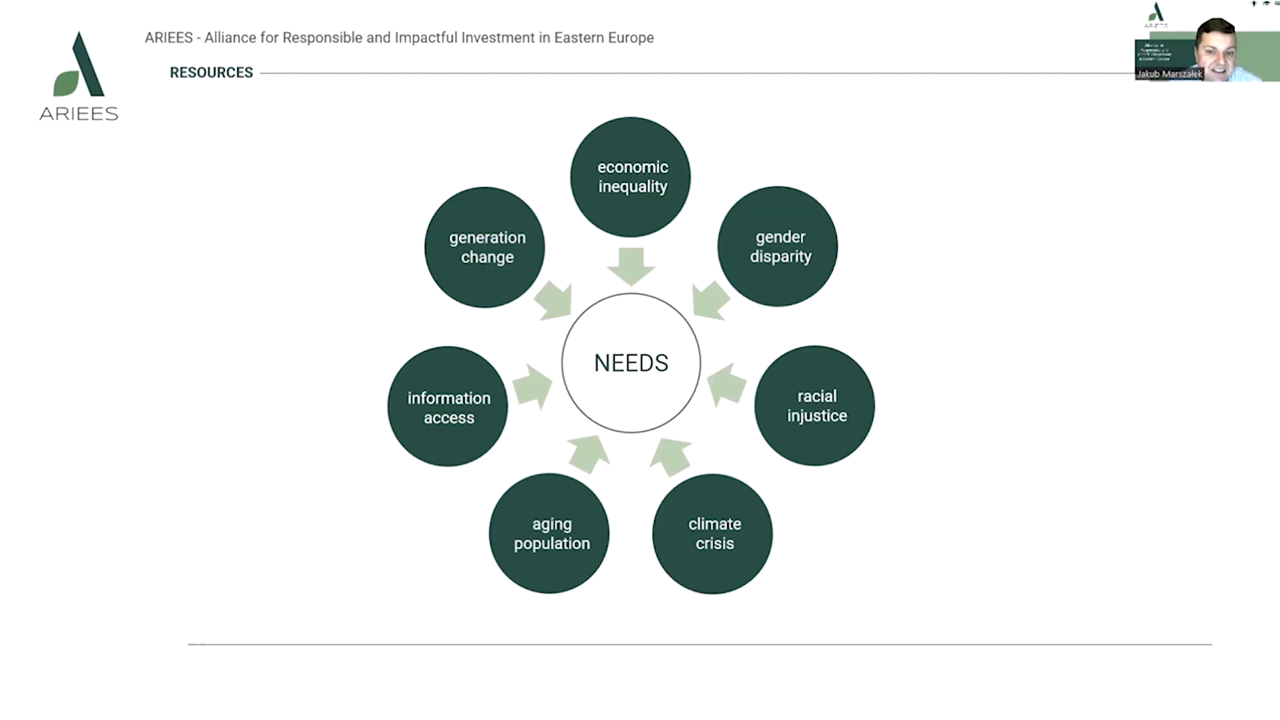 ARIEES - Alliance for Responsible and Impactful Investment in Eastern Europe
RESOURCES
ARIEES
ARIEES
Jakub Marszałek
economic
inequality
generation
change
gender
disparity
NEEDS
information
access
racial
injustice
aging
population
climate
crisis